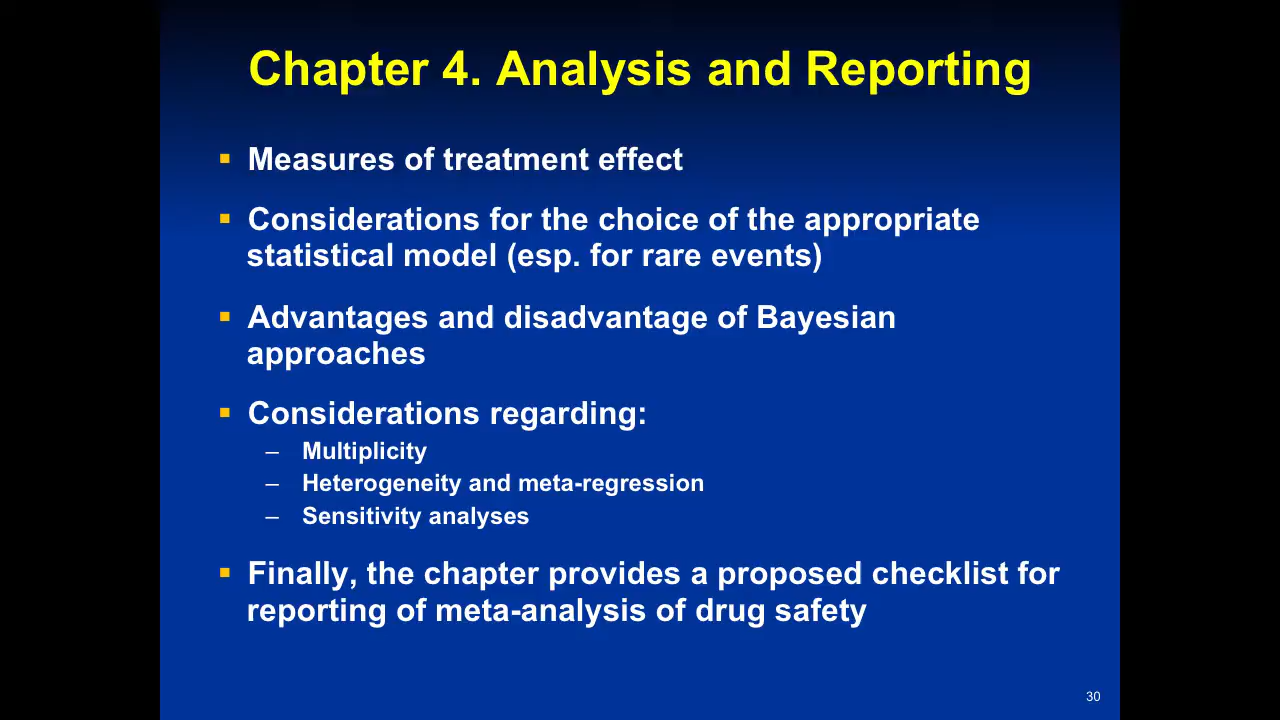 Chapter 4. Analysis and Reporting
▪ Measures of treatment effect
▪ Considerations for the choice of the appropriate
statistical model (esp. for rare events)
▪ Advantages and disadvantage of Bayesian
approaches
▪ Considerations regarding:
– Multiplicity
– Heterogeneity and meta-regression
– Sensitivity analyses
▪ Finally, the chapter provides a proposed checklist for
reporting of meta-analysis of drug safety
30